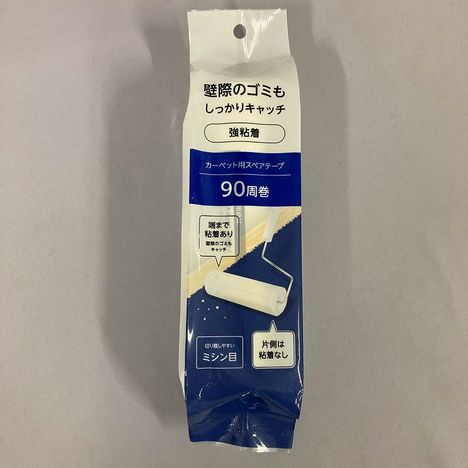 壁際のゴミも
しっかりキャッチ
強粘着
カーペット用スペアテープ
90周巻
端まで
粘着あり
壁際のゴミも
キャッチ
切り離しやすい
ミシン目
片側は
粘着なし